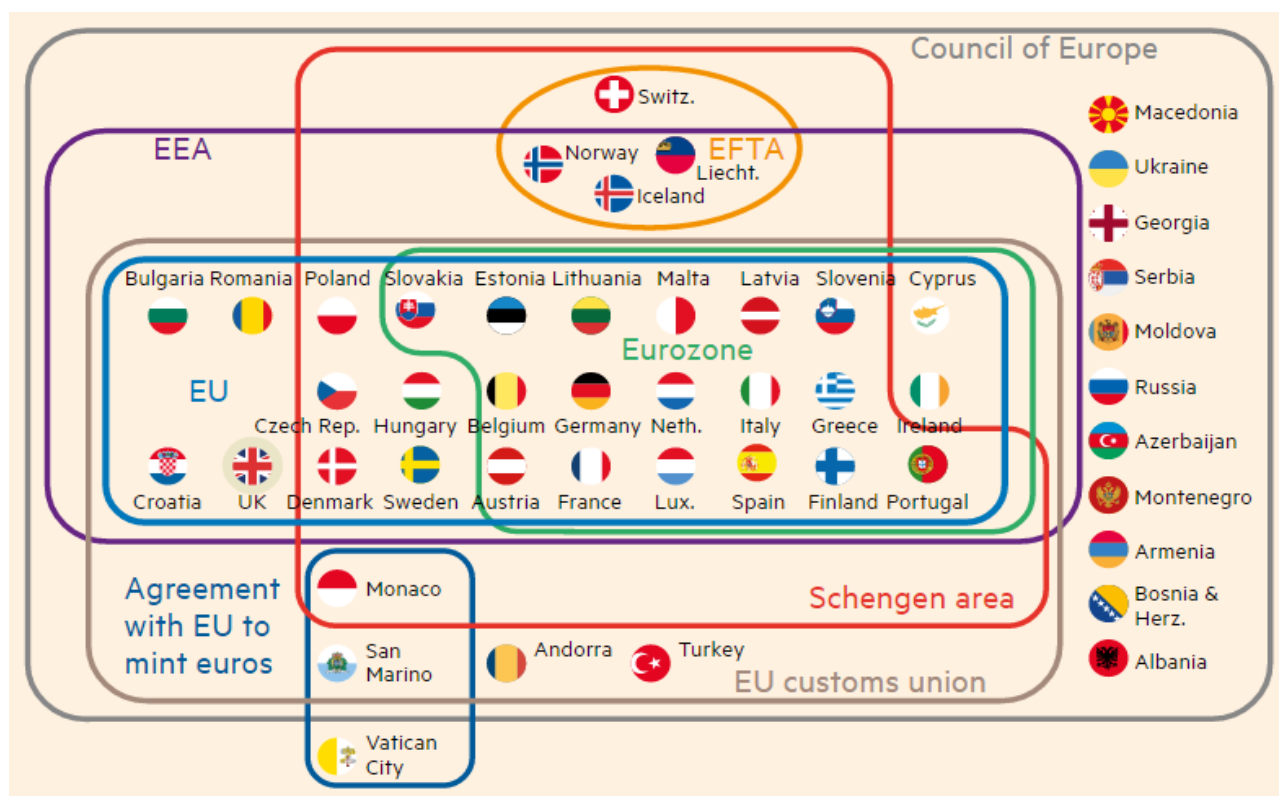 Council of Europe
Switz.
EEA
Norway
EFTA
Liecht.
Iceland
Macedonia
Ukraine
Georgia
Serbia
Moldova
Russia
Azerbaijan
Montenegro
Armenia
Bosnia &
Herz.
Albania
Bulgaria Romania Poland Slovakia Estonia Lithuania Malta Latvia Slovenia Cyprus
Eurozone
EU
Czech Rep. Hungary Belgium Germany Neth. Italy Greece Ireland
Croatia UK Denmark Sweden Austria France Lux. Spain Finland Portugal
Agreement
with EU to
mint euros
Monaco
Schengen area
San
Marino
Andorra
Turkey
EU customs union
Vatican
City